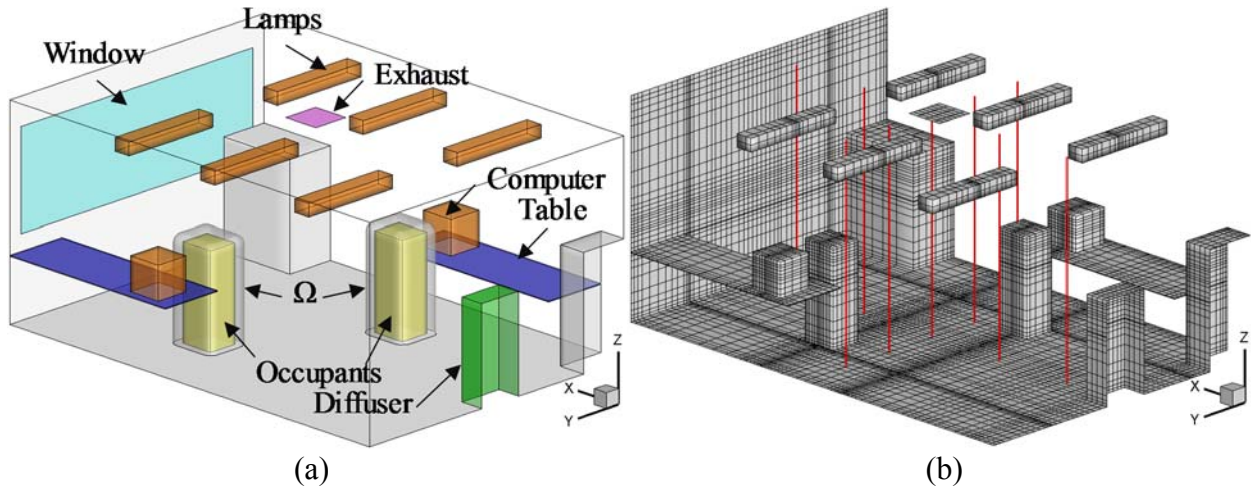 Lamps
Window
Exhaust
Computer
Table
Ω
Occupants
Diffuser
Z
X
Y
(a)
Z
X
Y
(b)